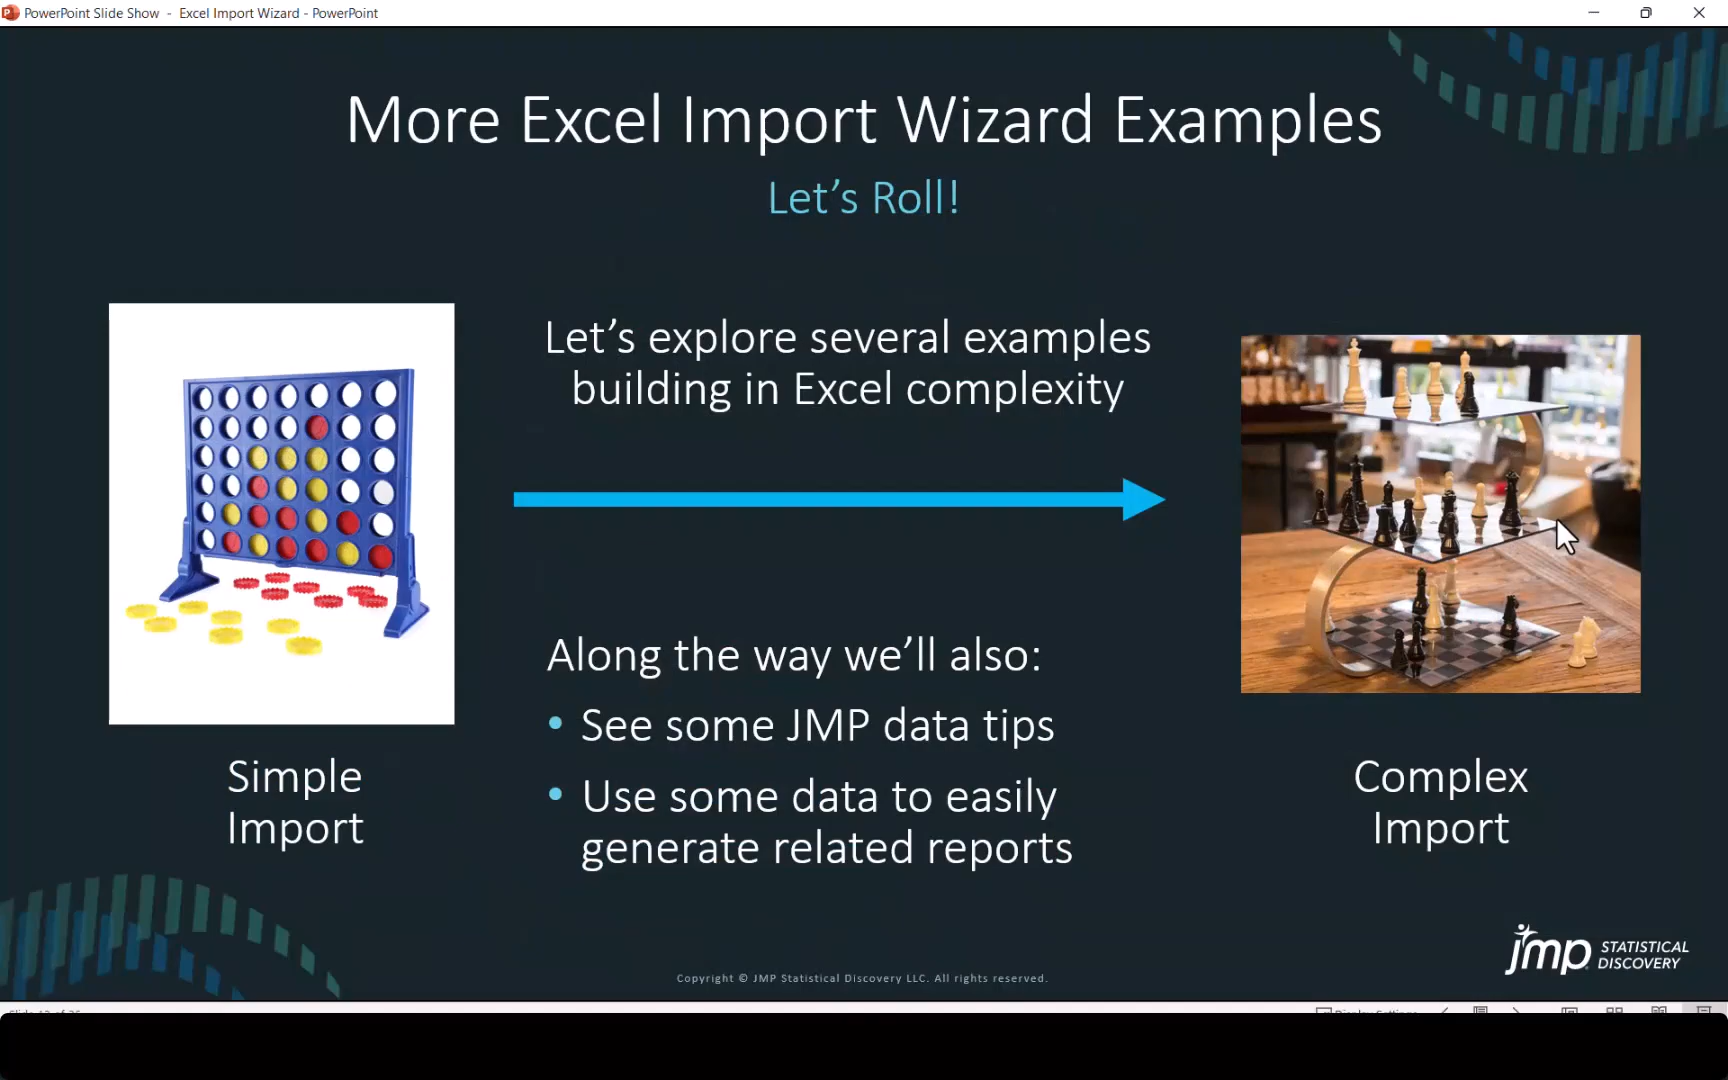 PowerPoint Slide Show - Excel Import Wizard - PowerPoint
More Excel Import Wizard Examples
Let's Roll!
Let's explore several examples
building in Excel complexity
Along the way we'll also:
• See some JMP data tips
• Use some data to easily
generate related reports
Simple
Import
Complex
Import
jmp STATISTICAL
DISCOVERY
Copyright © JMP Statistical Discovery LLC. All rights reserved.